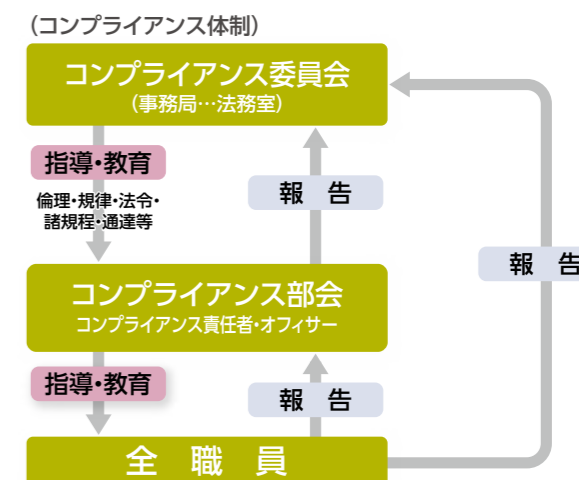 （コンプライアンス体制）
コンプライアンス委員会
（事務局…法務室）
指導・教育
倫理・規律・法令・
諸規程・通達等
報　告
報　告
コンプライアンス部会
コンプライアンス責任者・オフィサー
指導・教育
報　告
全　職　員